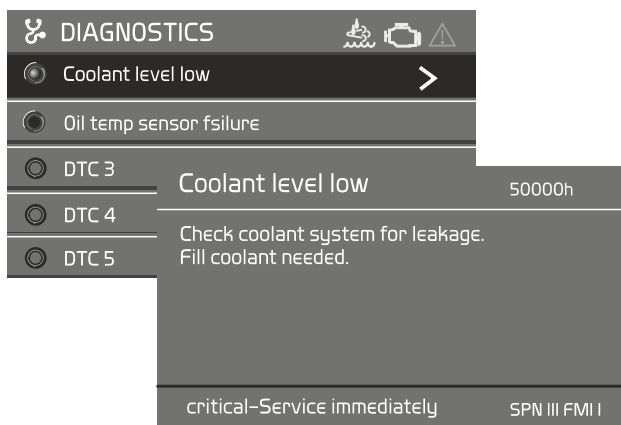 DIAGNOSTICS
Coolant level low
Oil temp sensor fsilure
DTC 3
DTC 4
DTC 5
Coolant level low
50000h
Check coolant system for leakage.
Fill coolant needed.
critical-Service immediately
SPN III FMI I